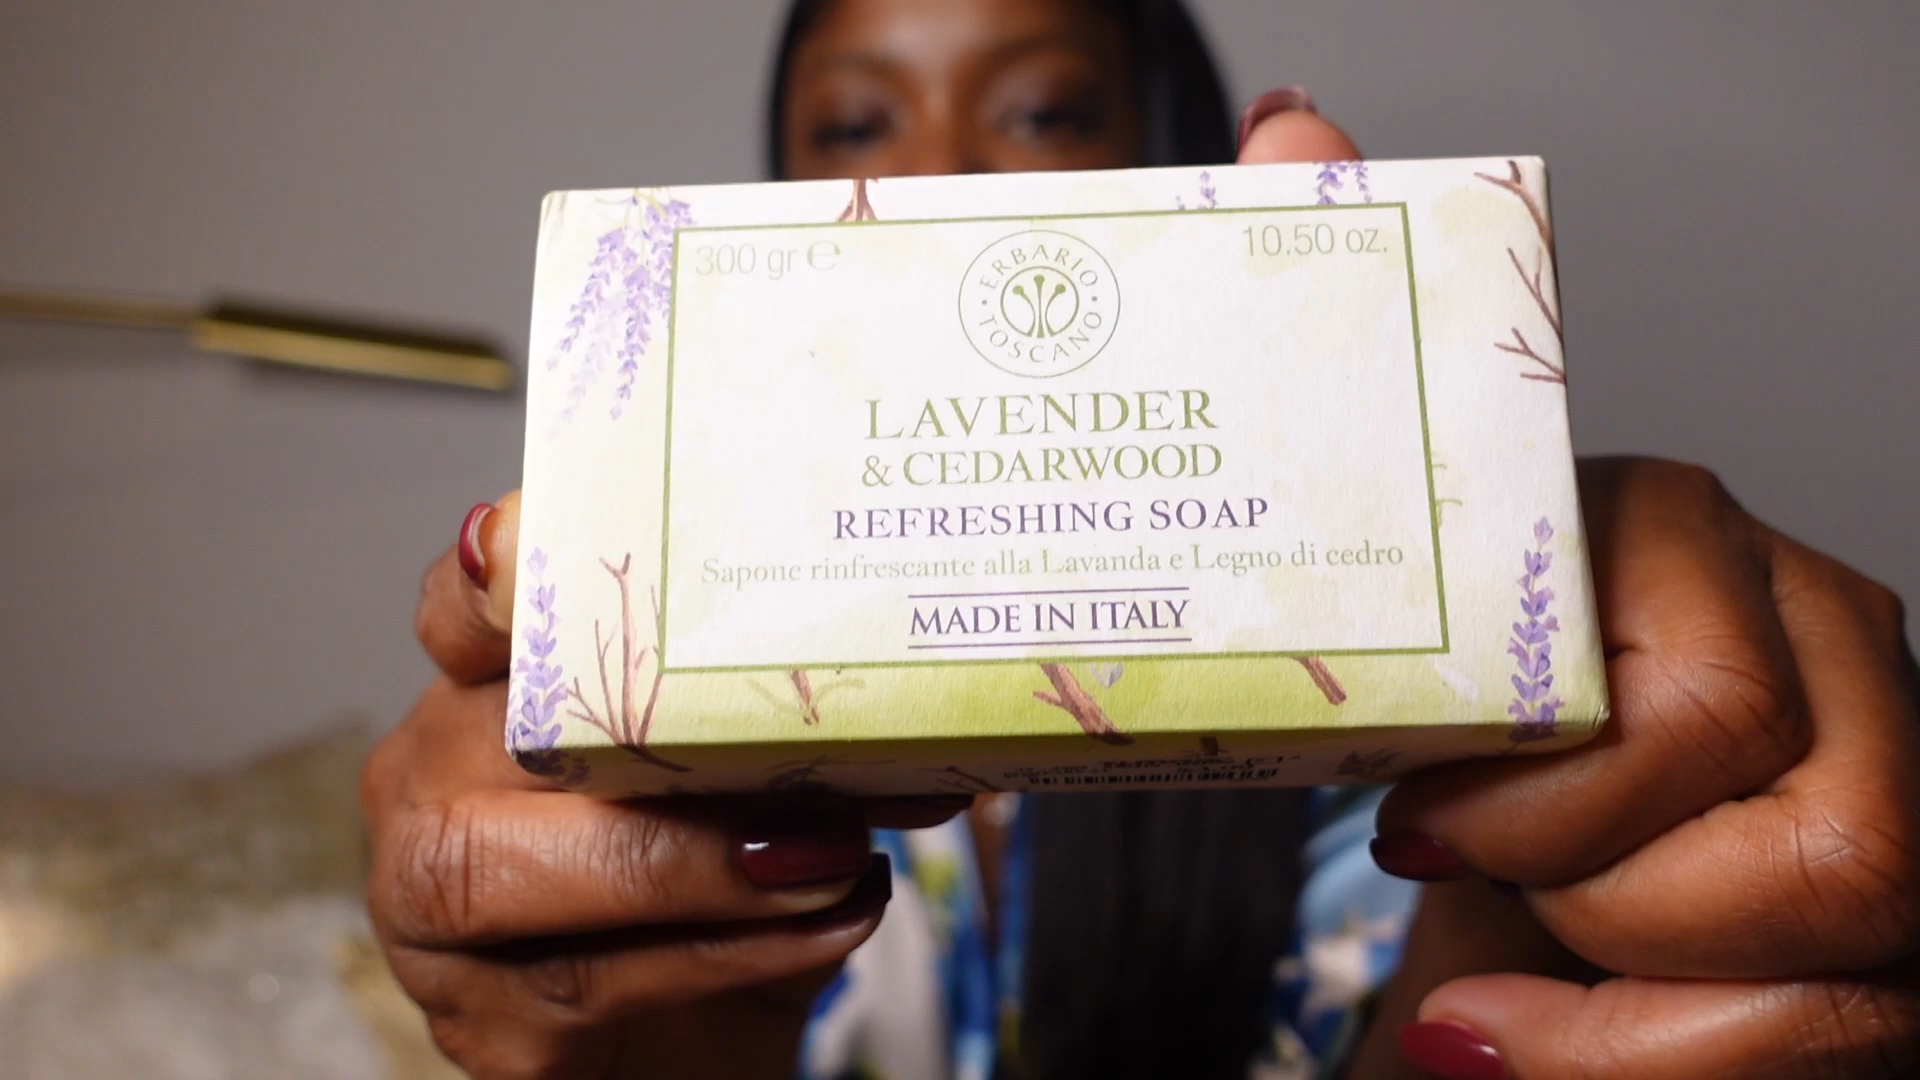 300 gr ℮
10.50 oz.
ERBARIO
TOSCANO
LAVENDER
& CEDARWOOD
REFRESHING SOAP
Sapone rinfrescante alla Lavanda e Legno di cedro
MADE IN ITALY